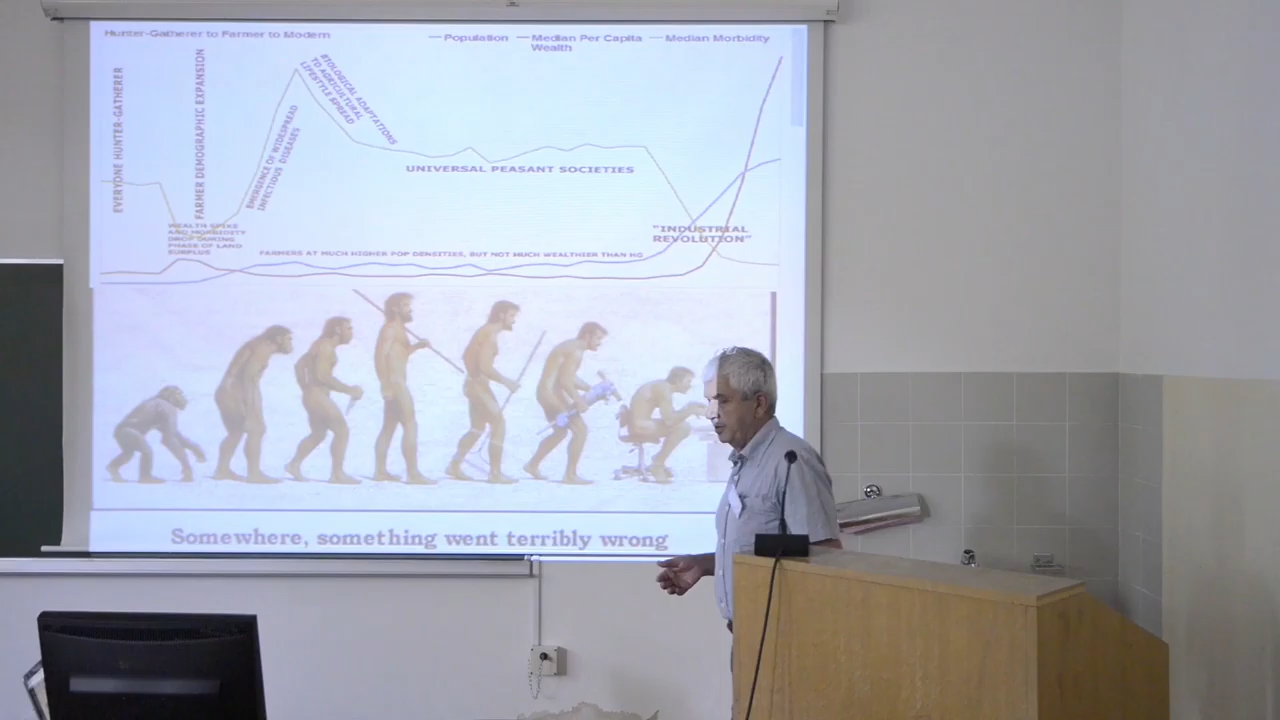 Hunter-Gatherer to Farmer to Modern
Population Median Per Capita Median Morbidity
Wealth
EVERYONE HUNTER-GATHERER
FARMER DEMOGRAPHIC EXPANSION
EMERGENCE OF WIDESPREAD
INFECTIOUS DISEASES
BIOLOGICAL ADAPTATIONS
TO AGRICULTURAL
LIFESTYLE SPREAD
UNIVERSAL PEASANT SOCIETIES
WEALTH SPIKE
AND MORBIDITY
DROP DURING
PHASE OF LAND
SURPLUS
"INDUSTRIAL
REVOLUTION"
FARMERS AT MUCH HIGHER POP DENSITIES, BUT NOT MUCH WEALTHIER THAN HG
Somewhere, something went terribly wrong